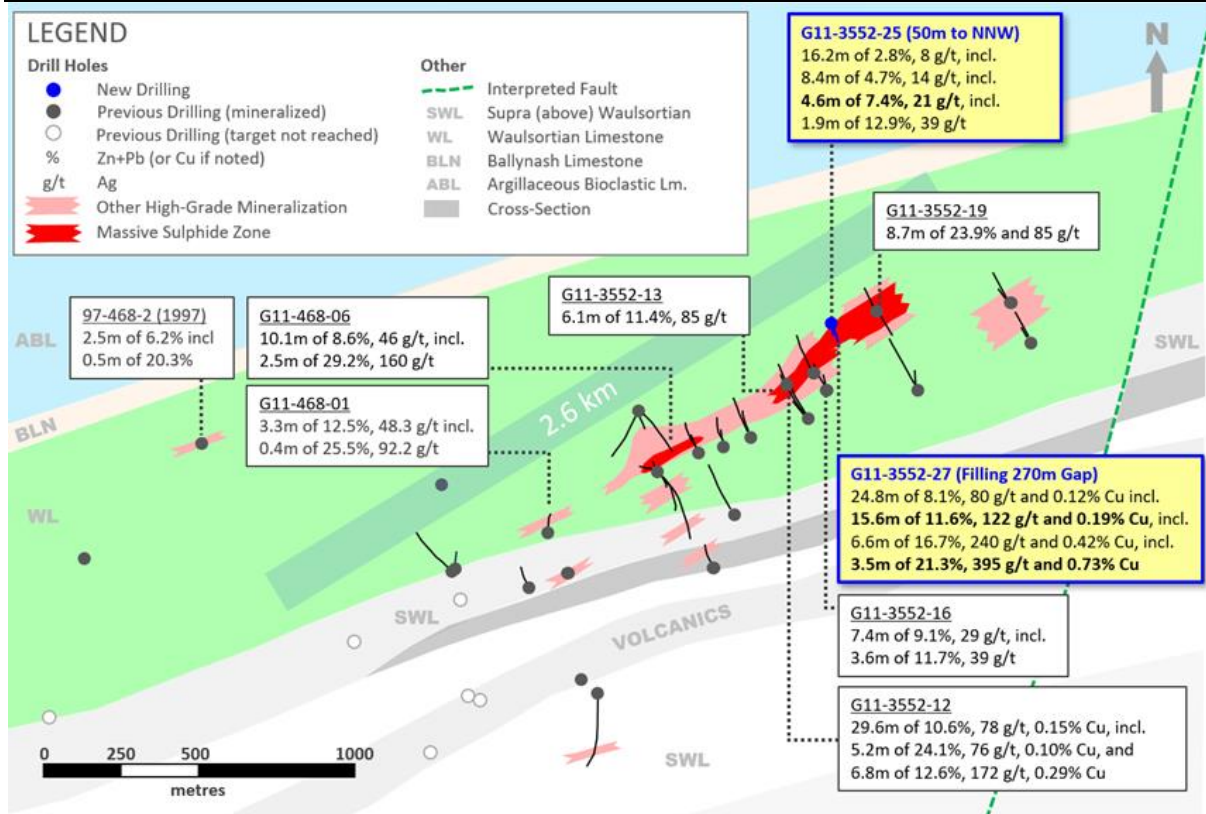 LEGEND
Drill Holes
New Drilling
Previous Drilling (mineralized)
Previous Drilling (target not reached)
% Zn+Pb (or Cu if noted)
g/t Ag
Other High-Grade Mineralization
Massive Sulphide Zone
Other
Interpreted Fault
SWL Supra (above) Waulsortian
WL Waulsortian Limestone
BLN Ballynash Limestone
ABL Argillaceous Bioclastic Lm.
Cross-Section
G11-3552-25 (50m to NNW)
16.2m of 2.8%, 8 g/t, incl.
8.4m of 4.7%, 14 g/t, incl.
4.6m of 7.4%, 21 g/t, incl.
1.9m of 12.9%, 39 g/t
N
G11-3552-19
8.7m of 23.9% and 85 g/t
G11-3552-13
6.1m of 11.4%, 85 g/t
97-468-2 (1997)
2.5m of 6.2% incl
0.5m of 20.3%
G11-468-06
10.1m of 8.6%, 46 g/t, incl.
2.5m of 29.2%, 160 g/t
G11-468-01
3.3m of 12.5%, 48.3 g/t incl.
0.4m of 25.5%, 92.2 g/t
ABL
BLN
WL
2.6 km
SWL
SWL
VOLCANICS
SWL
G11-3552-27 (Filling 270m Gap)
24.8m of 8.1%, 80 g/t and 0.12% Cu incl.
15.6m of 11.6%, 122 g/t and 0.19% Cu, incl.
6.6m of 16.7%, 240 g/t and 0.42% Cu, incl.
3.5m of 21.3%, 395 g/t and 0.73% Cu
G11-3552-16
7.4m of 9.1%, 29 g/t, incl.
3.6m of 11.7%, 39 g/t
G11-3552-12
29.6m of 10.6%, 78 g/t, 0.15% Cu, incl.
5.2m of 24.1%, 76 g/t, 0.10% Cu, and
6.8m of 12.6%, 172 g/t, 0.29% Cu
0 250 500 1000
metres